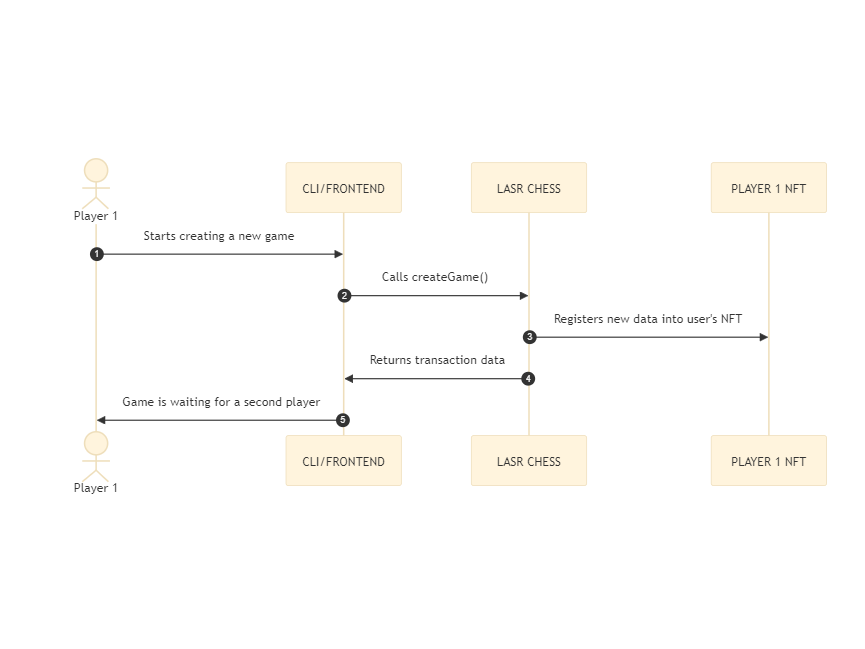 CLI/FRONTEND
LASR CHESS
PLAYER 1 NFT
Player 1
Starts creating a new game
1
Calls createGame()
2
Registers new data into user's NFT
3
Returns transaction data
4
Game is waiting for a second player
5
CLI/FRONTEND
LASR CHESS
PLAYER 1 NFT
Player 1